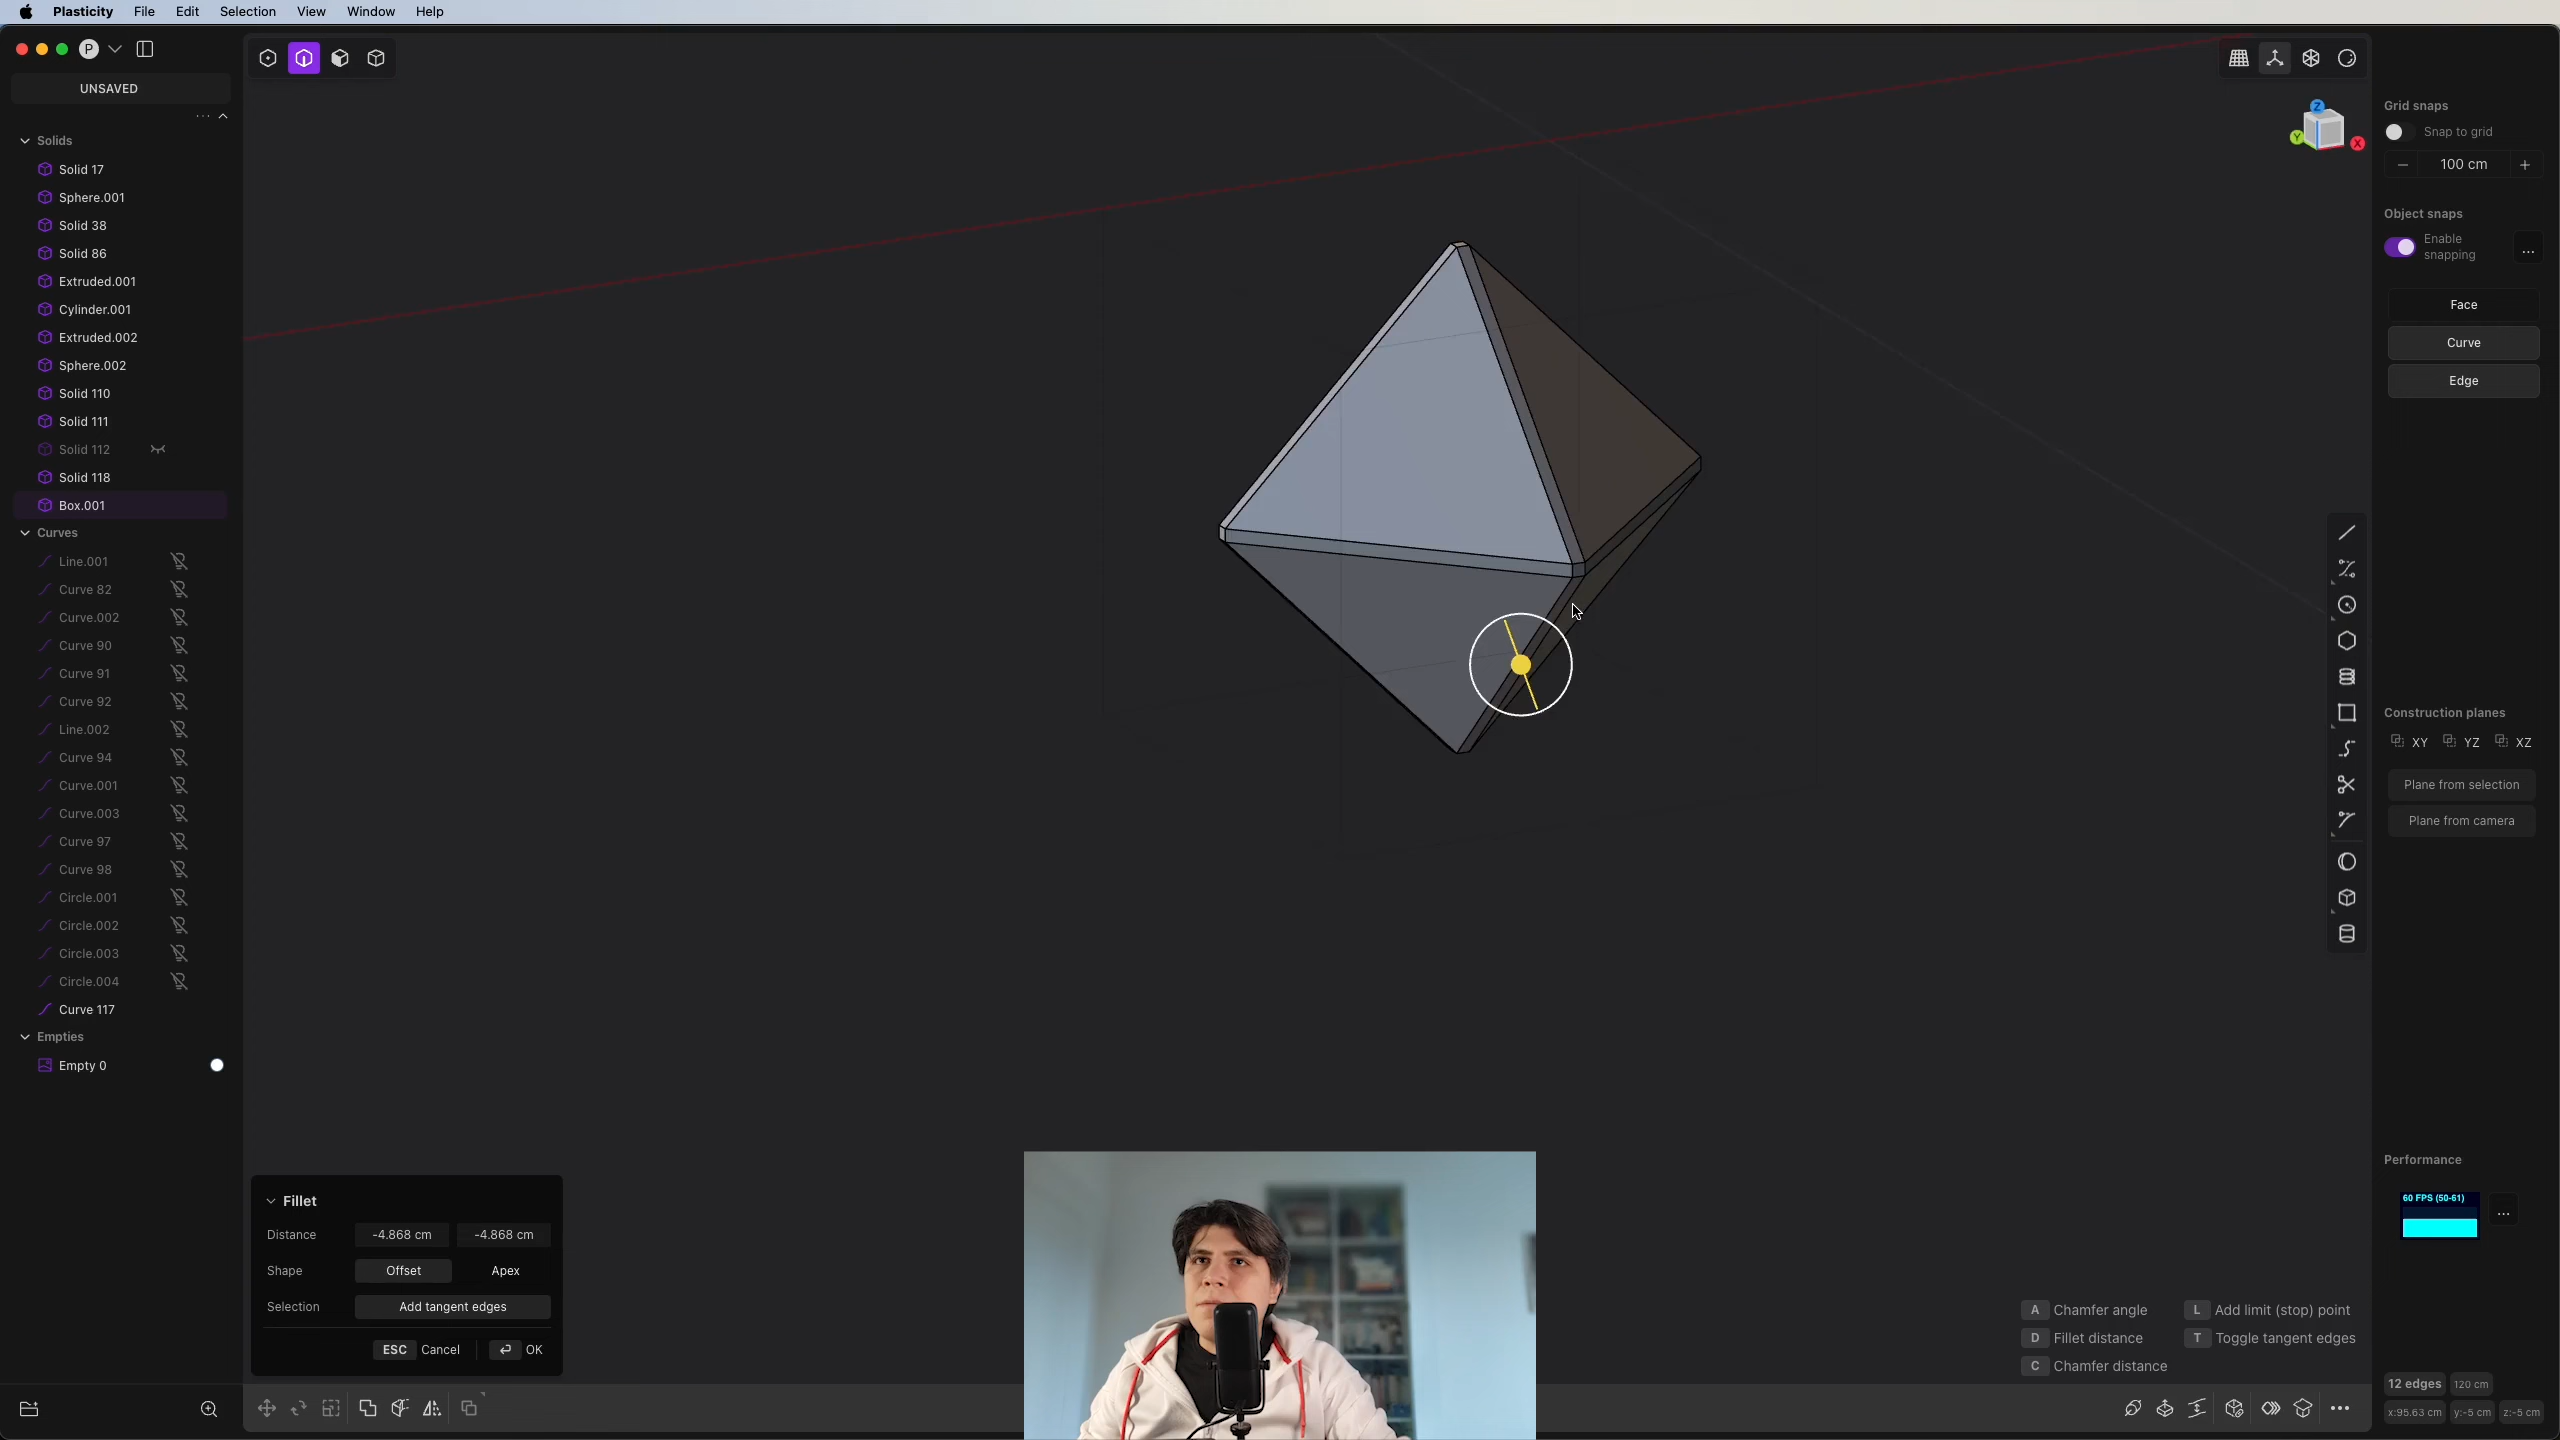 Plasticity File Edit Selection View Window Help
P
UNSAVED
Solids
Solid 17
Sphere.001
Solid 38
Solid 86
Extruded.001
Cylinder.001
Extruded.002
Sphere.002
Solid 110
Solid 111
Solid 112
Solid 118
Box.001
Curves
Line.001
Curve 82
Curve.002
Curve 90
Curve 91
Curve 92
Line.002
Curve 94
Curve.001
Curve.003
Curve 97
Curve 98
Circle.001
Circle.002
Circle.003
Circle.004
Curve 117
Empties
Empty 0
Z
Y
X
Grid snaps
Snap to grid
− 100 cm +
Object snaps
Enable snapping ...
Face
Curve
Edge
Construction planes
XY YZ XZ
Plane from selection
Plane from camera
Performance
60 FPS (50-61)
...
Fillet
Distance -4.868 cm -4.868 cm
Shape Offset Apex
Selection Add tangent edges
ESC Cancel OK
A Chamfer angle L Add limit (stop) point
D Fillet distance T Toggle tangent edges
C Chamfer distance
12 edges 120 cm
x:95.63 cm y:-5 cm z:-5 cm